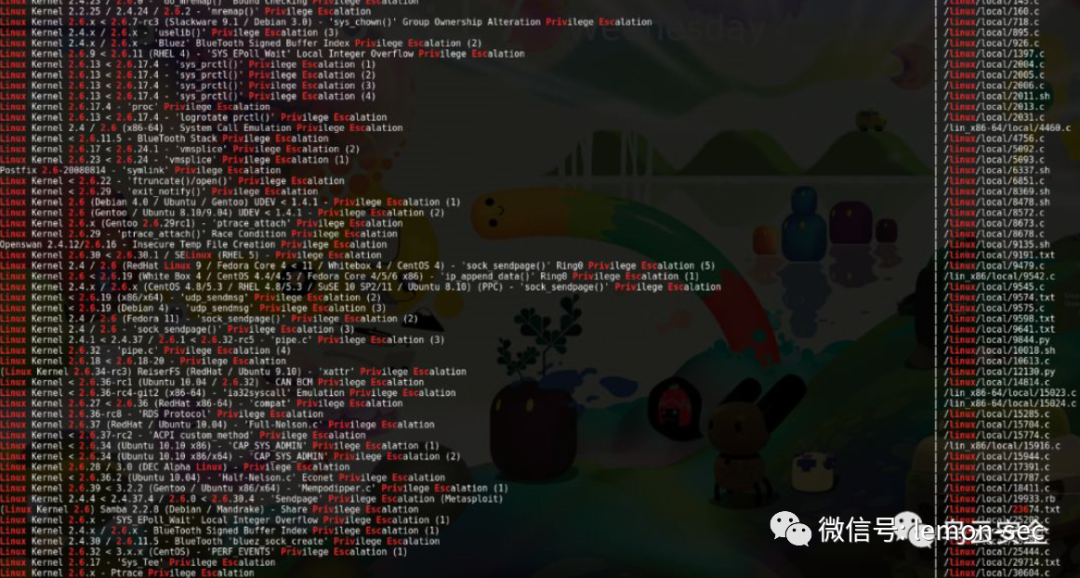 Linux Kernel 2.4.23 / 2.6.0 - 'do_mremap' Bound Checking Privilege Escalation | /linux/local/145.c
Linux Kernel 2.2.25 / 2.4.24 / 2.6.2 - 'mremap()' Privilege Escalation | /linux/local/160.c
Linux Kernel 2.6.x < 2.6.7-rc3 (Slackware 9.1 / Debian 3.0) - 'sys_chown()' Group Ownership Alteration Privilege Escalation | /linux/local/718.c
Linux Kernel 2.4.x / 2.6.x - 'uselib()' Privilege Escalation (3) | /linux/local/895.c
Linux Kernel 2.4.x / 2.6.x - 'Bluez' BlueTooth Signed Buffer Index Privilege Escalation (2) | /linux/local/926.c
Linux Kernel 2.6.9 < 2.6.11 (RHEL 4) - 'SYS_EPoll_Wait' Local Integer Overflow Privilege Escalation | /linux/local/1397.c
Linux Kernel 2.6.13 < 2.6.17.4 - 'sys_prctl()' Privilege Escalation (1) | /linux/local/2004.c
Linux Kernel 2.6.13 < 2.6.17.4 - 'sys_prctl()' Privilege Escalation (2) | /linux/local/2005.c
Linux Kernel 2.6.13 < 2.6.17.4 - 'sys_prctl()' Privilege Escalation (3) | /linux/local/2006.c
Linux Kernel 2.6.13 < 2.6.17.4 - 'sys_prctl()' Privilege Escalation (4) | /linux/local/2011.sh
Linux Kernel 2.6.17.4 - 'proc' Privilege Escalation | /linux/local/2013.c
Linux Kernel 2.6.13 < 2.6.17.4 - 'logrotate prctl()' Privilege Escalation | /linux/local/2031.c
Linux Kernel 2.4 / 2.6 (x86-64) - System Call Emulation Privilege Escalation | /lin_x86-64/local/4460.c
Linux Kernel < 2.6.11.5 - BlueTooth Stack Privilege Escalation | /linux/local/4756.c
Linux Kernel 2.6.17 < 2.6.24.1 - 'vmsplice' Privilege Escalation (2) | /linux/local/5092.c
Linux Kernel 2.6.23 < 2.6.24 - 'vmsplice' Privilege Escalation (1) | /linux/local/5093.c
Postfix 2.6-20080814 - 'symlink' Privilege Escalation | /linux/local/6337.sh
Linux Kernel < 2.6.22 - 'ftruncate()/open()' Privilege Escalation | /linux/local/6851.c
Linux Kernel < 2.6.29 - 'exit_notify()' Privilege Escalation | /linux/local/8369.sh
Linux Kernel 2.6 (Debian 4.0 / Ubuntu / Gentoo) UDEV < 1.4.1 - Privilege Escalation (1) | /linux/local/8478.sh
Linux Kernel 2.6 (Gentoo / Ubuntu 8.10/9.04) UDEV < 1.4.1 - Privilege Escalation (2) | /linux/local/8572.c
Linux Kernel 2.6.x (Gentoo 2.6.29rc1) - 'ptrace_attach' Privilege Escalation | /linux/local/8673.c
Linux Kernel 2.6.29 - 'ptrace_attach()' Race Condition Privilege Escalation | /linux/local/8678.c
Openswan 2.4.12/2.6.16 - Insecure Temp File Creation Privilege Escalation | /linux/local/9135.sh
Linux Kernel 2.6.30 < 2.6.30.1 / SELinux (RHEL 5) - Privilege Escalation | /linux/local/9191.txt
Linux Kernel 2.4 / 2.6 (RedHat Linux 9 / Fedora Core 4 < 11 / Whitebox 4 / CentOS 4) - 'sock_sendpage()' Ring0 Privilege Escalation (5) | /linux/local/9479.c
Linux Kernel 2.6 < 2.6.19 (White Box 4 / CentOS 4.4/4.5 / Fedora Core 4/5/6 x86) - 'ip_append_data()' Ring0 Privilege Escalation (1) | /lin_x86/local/9542.c
Linux Kernel 2.4.x / 2.6.x (CentOS 4.8/5.3 / RHEL 4.8/5.3 / SuSE 10 SP2/11 / Ubuntu 8.10) (PPC) - 'sock_sendpage()' Privilege Escalation | /linux/local/9545.c
Linux Kernel < 2.6.19 (x86/x64) - 'udp_sendmsg' Privilege Escalation (2) | /linux/local/9574.txt
Linux Kernel < 2.6.19 (Debian 4) - 'udp_sendmsg' Privilege Escalation (3) | /linux/local/9575.c
Linux Kernel 2.4 / 2.6 (Fedora 11) - 'sock_sendpage()' Privilege Escalation (2) | /linux/local/9598.txt
Linux Kernel 2.4 / 2.6 - 'sock_sendpage()' Privilege Escalation (3) | /linux/local/9641.txt
Linux Kernel 2.4.1 < 2.4.37 / 2.6.1 < 2.6.32-rc5 - 'pipe.c' Privilege Escalation (3) | /linux/local/9844.py
Linux Kernel 2.6.32 - 'pipe.c' Privilege Escalation (4) | /linux/local/10018.sh
Linux Kernel 2.6.18 < 2.6.18-20 - Privilege Escalation | /linux/local/10613.c
(Linux Kernel 2.6.34-rc3) ReiserFS (RedHat / Ubuntu 9.10) - 'xattr' Privilege Escalation | /linux/local/12130.py
Linux Kernel < 2.6.36-rc1 (Ubuntu 10.04 / 2.6.32) - CAN BCM Privilege Escalation | /linux/local/14814.c
Linux Kernel < 2.6.36-rc4-git2 (x86-64) - 'ia32syscall' Emulation Privilege Escalation | /lin_x86-64/local/15023.c
Linux Kernel 2.6.27 < 2.6.36 (RedHat x86-64) - 'compat' Privilege Escalation | /lin_x86-64/local/15024.c
Linux Kernel 2.6.36-rc8 - 'RDS Protocol' Privilege Escalation | /linux/local/15285.c
Linux Kernel 2.6.37 (RedHat / Ubuntu 10.04) - 'Full-Nelson.c' Privilege Escalation | /linux/local/15704.c
Linux Kernel < 2.6.37-rc2 - 'ACPI custom_method' Privilege Escalation | /linux/local/15774.c
Linux Kernel < 2.6.34 (Ubuntu 10.10 x86) - 'CAP_SYS_ADMIN' Privilege Escalation (1) | /lin_x86/local/15916.c
Linux Kernel < 2.6.34 (Ubuntu 10.10 x86/x64) - 'CAP_SYS_ADMIN' Privilege Escalation (2) | /linux/local/15944.c
Linux Kernel 2.6.28 / 3.0 (DEC Alpha Linux) - Privilege Escalation | /linux/local/17391.c
Linux Kernel < 2.6.36.2 (Ubuntu 10.04) - 'Half-Nelson.c' Econet Privilege Escalation | /linux/local/17787.c
Linux Kernel 2.6.39 < 3.2.2 (Gentoo / Ubuntu x86/x64) - 'Mempodipper.c' Privilege Escalation (1) | /linux/local/18411.c
Linux Kernel 2.4.4 < 2.4.37.4 / 2.6.0 < 2.6.30.4 - 'Sendpage' Privilege Escalation (Metasploit) | /linux/local/19933.rb
(Linux Kernel 2.6) Samba 2.2.8 (Debian / Mandrake) - Share Privilege Escalation | /linux/local/23674.txt
Linux Kernel 2.6.x - 'SYS_EPoll_Wait' Local Integer Overflow Privilege Escalation (1)
Linux Kernel 2.4.x / 2.6.x - BlueTooth Signed Buffer Index Privilege Escalation (1)
Linux Kernel 2.4.30 / 2.6.11.5 - BlueTooth 'bluez_sock_create' Privilege Escalation
Linux Kernel 2.6.32 < 3.x.x (CentOS) - 'PERF_EVENTS' Privilege Escalation (1) | /linux/local/25444.c
Linux Kernel 2.6.17 - 'Sys_Tee' Privilege Escalation | /linux/local/29714.txt
Linux Kernel 2.6.x - Ptrace Privilege Escalation | /linux/local/30604.c
Wednesday
微信号: lemon-sec